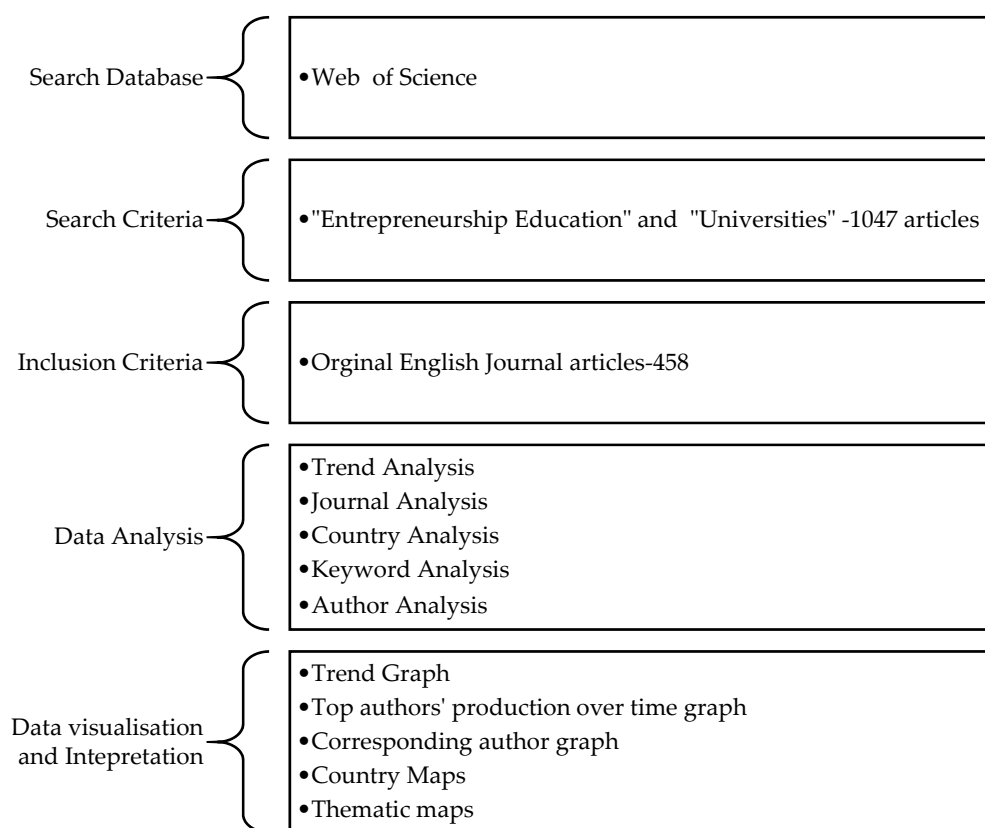 Search Database
•Web of Science
Search Criteria
•"Entrepreneurship Education" and "Universities" -1047 articles
Inclusion Criteria
•Orginal English Journal articles-458
Data Analysis
•Trend Analysis
•Journal Analysis
•Country Analysis
•Keyword Analysis
•Author Analysis
Data visualisation
and Intepretation
•Trend Graph
•Top authors' production over time graph
•Corresponding author graph
•Country Maps
•Thematic maps